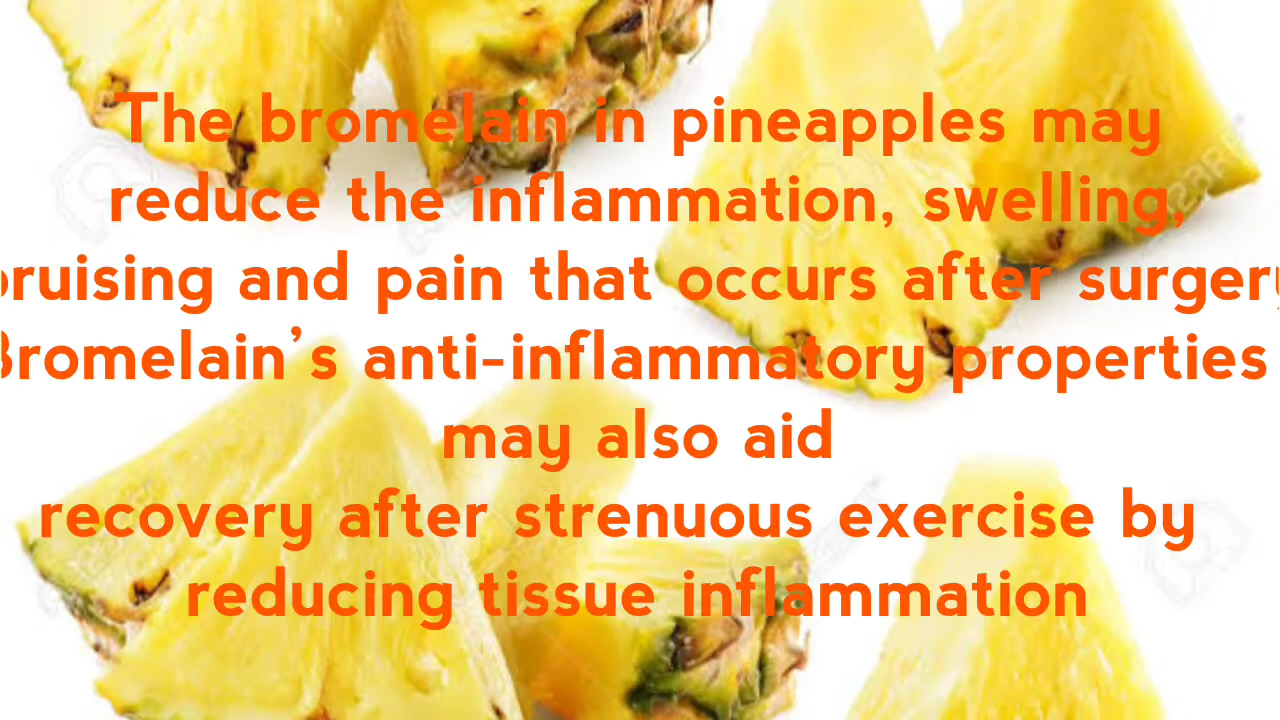 The bromelain in pineapples may
reduce the inflammation, swelling,
bruising and pain that occurs after surgery
Bromelain’s anti-inflammatory properties
may also aid
recovery after strenuous exercise by
reducing tissue inflammation